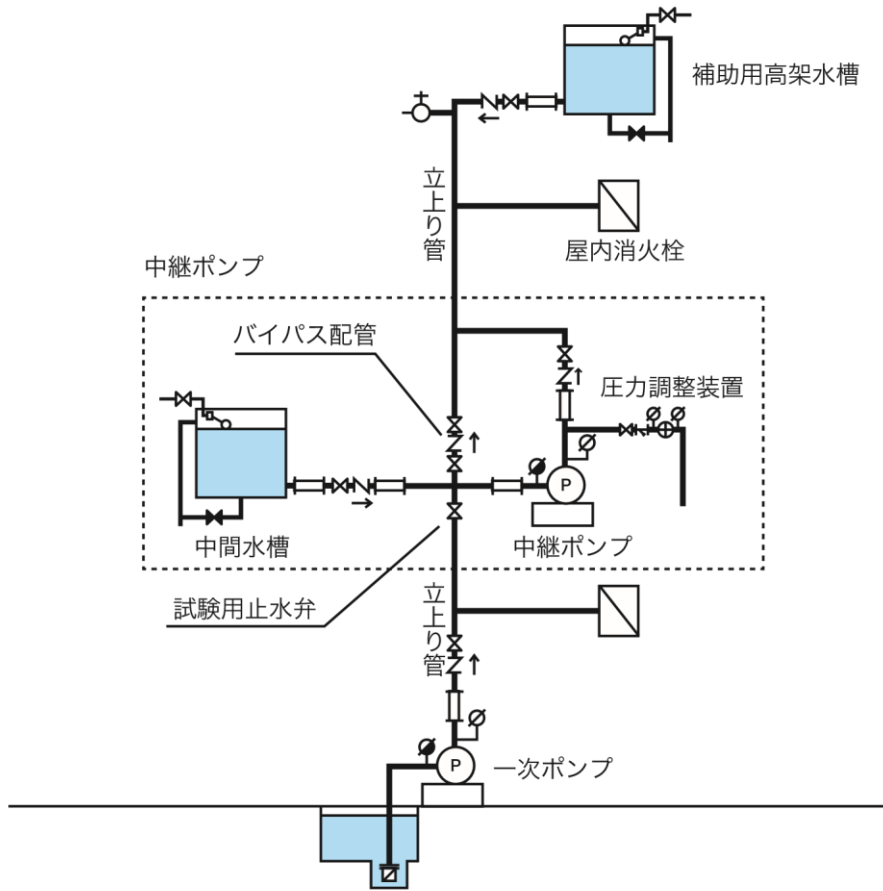 補助用高架水槽
立上り管
屋内消火栓
中継ポンプ
バイパス配管
圧力調整装置
P
中間水槽
中継ポンプ
試験用止水弁
立上り管
P
一次ポンプ